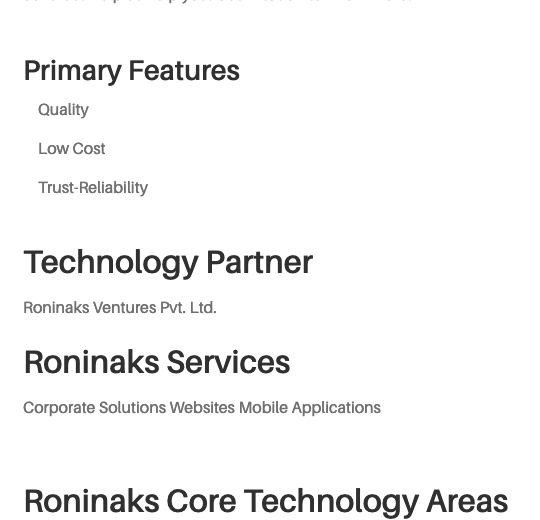 Primary Features
Quality
Low Cost
Trust-Reliability
Technology Partner
Roninaks Ventures Pvt. Ltd.
Roninaks Services
Corporate Solutions Websites Mobile Applications
Roninaks Core Technology Areas